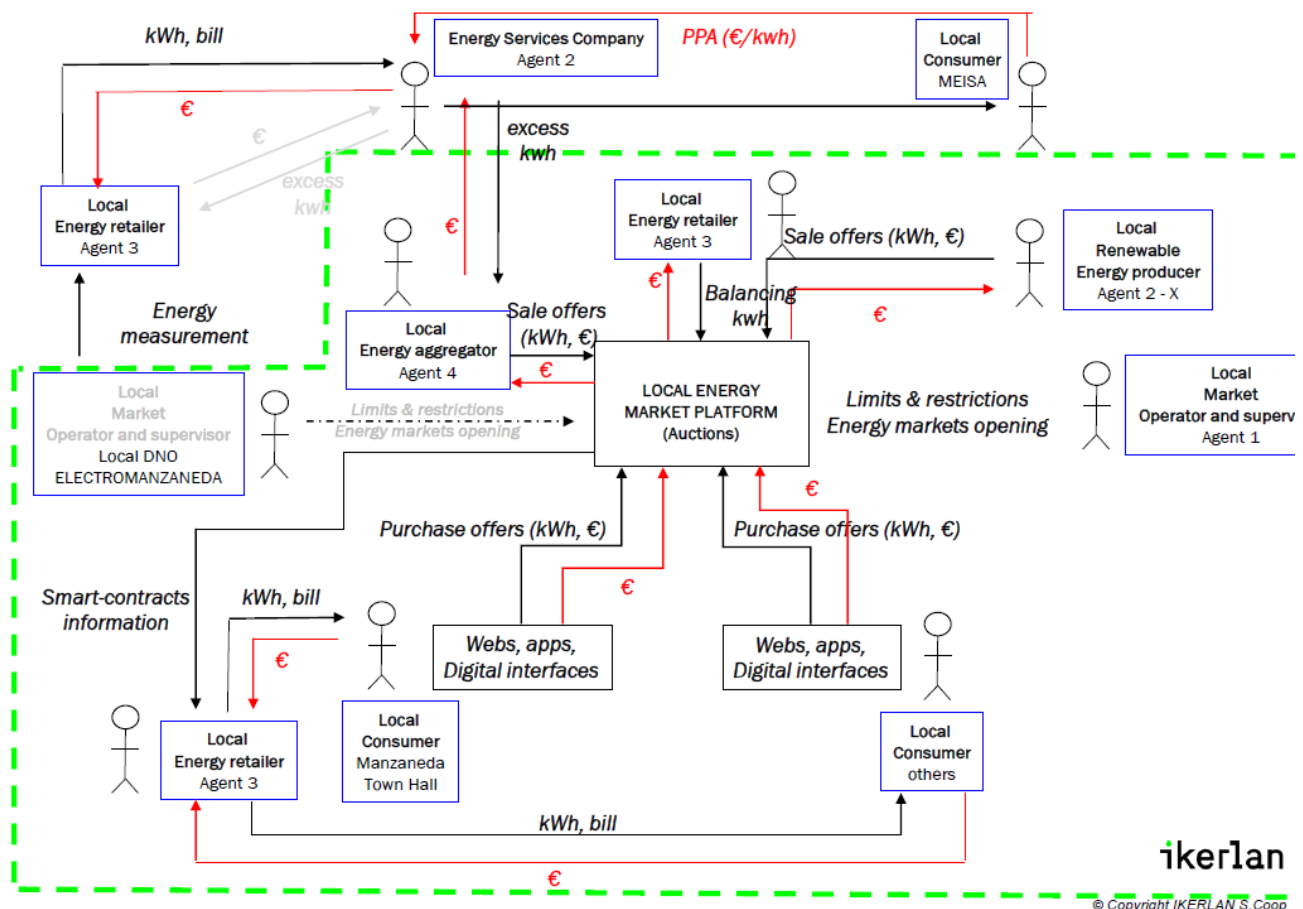 kWh, bill
Energy Services Company
Agent 2
PPA (€/kwh)
Local
Consumer
MEISA
€
€
excess
kwh
excess
kwh
Local
Energy retailer
Agent 3
Local
Energy retailer
Agent 3
Sale offers (kWh, €)
Local
Renewable
Energy producer
Agent 2 - X
€
€
€
Balancing
kwh
Energy
measurement
Sale offers
(kWh, €)
Local
Energy aggregator
Agent 4
€
LOCAL ENERGY
MARKET PLATFORM
(Auctions)
Limits & restrictions
Energy markets opening
Local
Market
Operator and superv
Agent 1
Local
Market
Operator and supervisor
Local DNO
ELECTROMANZANEDA
Limits & restrictions
Energy markets opening
€
Purchase offers (kWh, €)
Purchase offers (kWh, €)
€
Smart-contracts
information
kWh, bill
€
Webs, apps,
Digital interfaces
Webs, apps,
Digital interfaces
Local
Energy retailer
Agent 3
Local
Consumer
Manzaneda
Town Hall
Local
Consumer
others
kWh, bill
€
ikerlan
© Copyright IKERLAN S.Coop